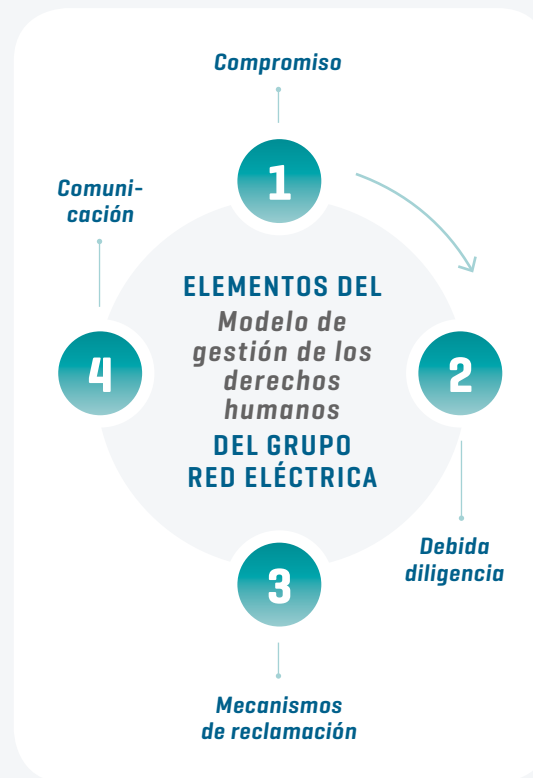 Compromiso
1
Comuni-
cación
ELEMENTOS DEL
Modelo de
gestión de los
derechos
humanos
DEL GRUPO
RED ELÉCTRICA
4
2
Debida
diligencia
3
Mecanismos
de reclamación